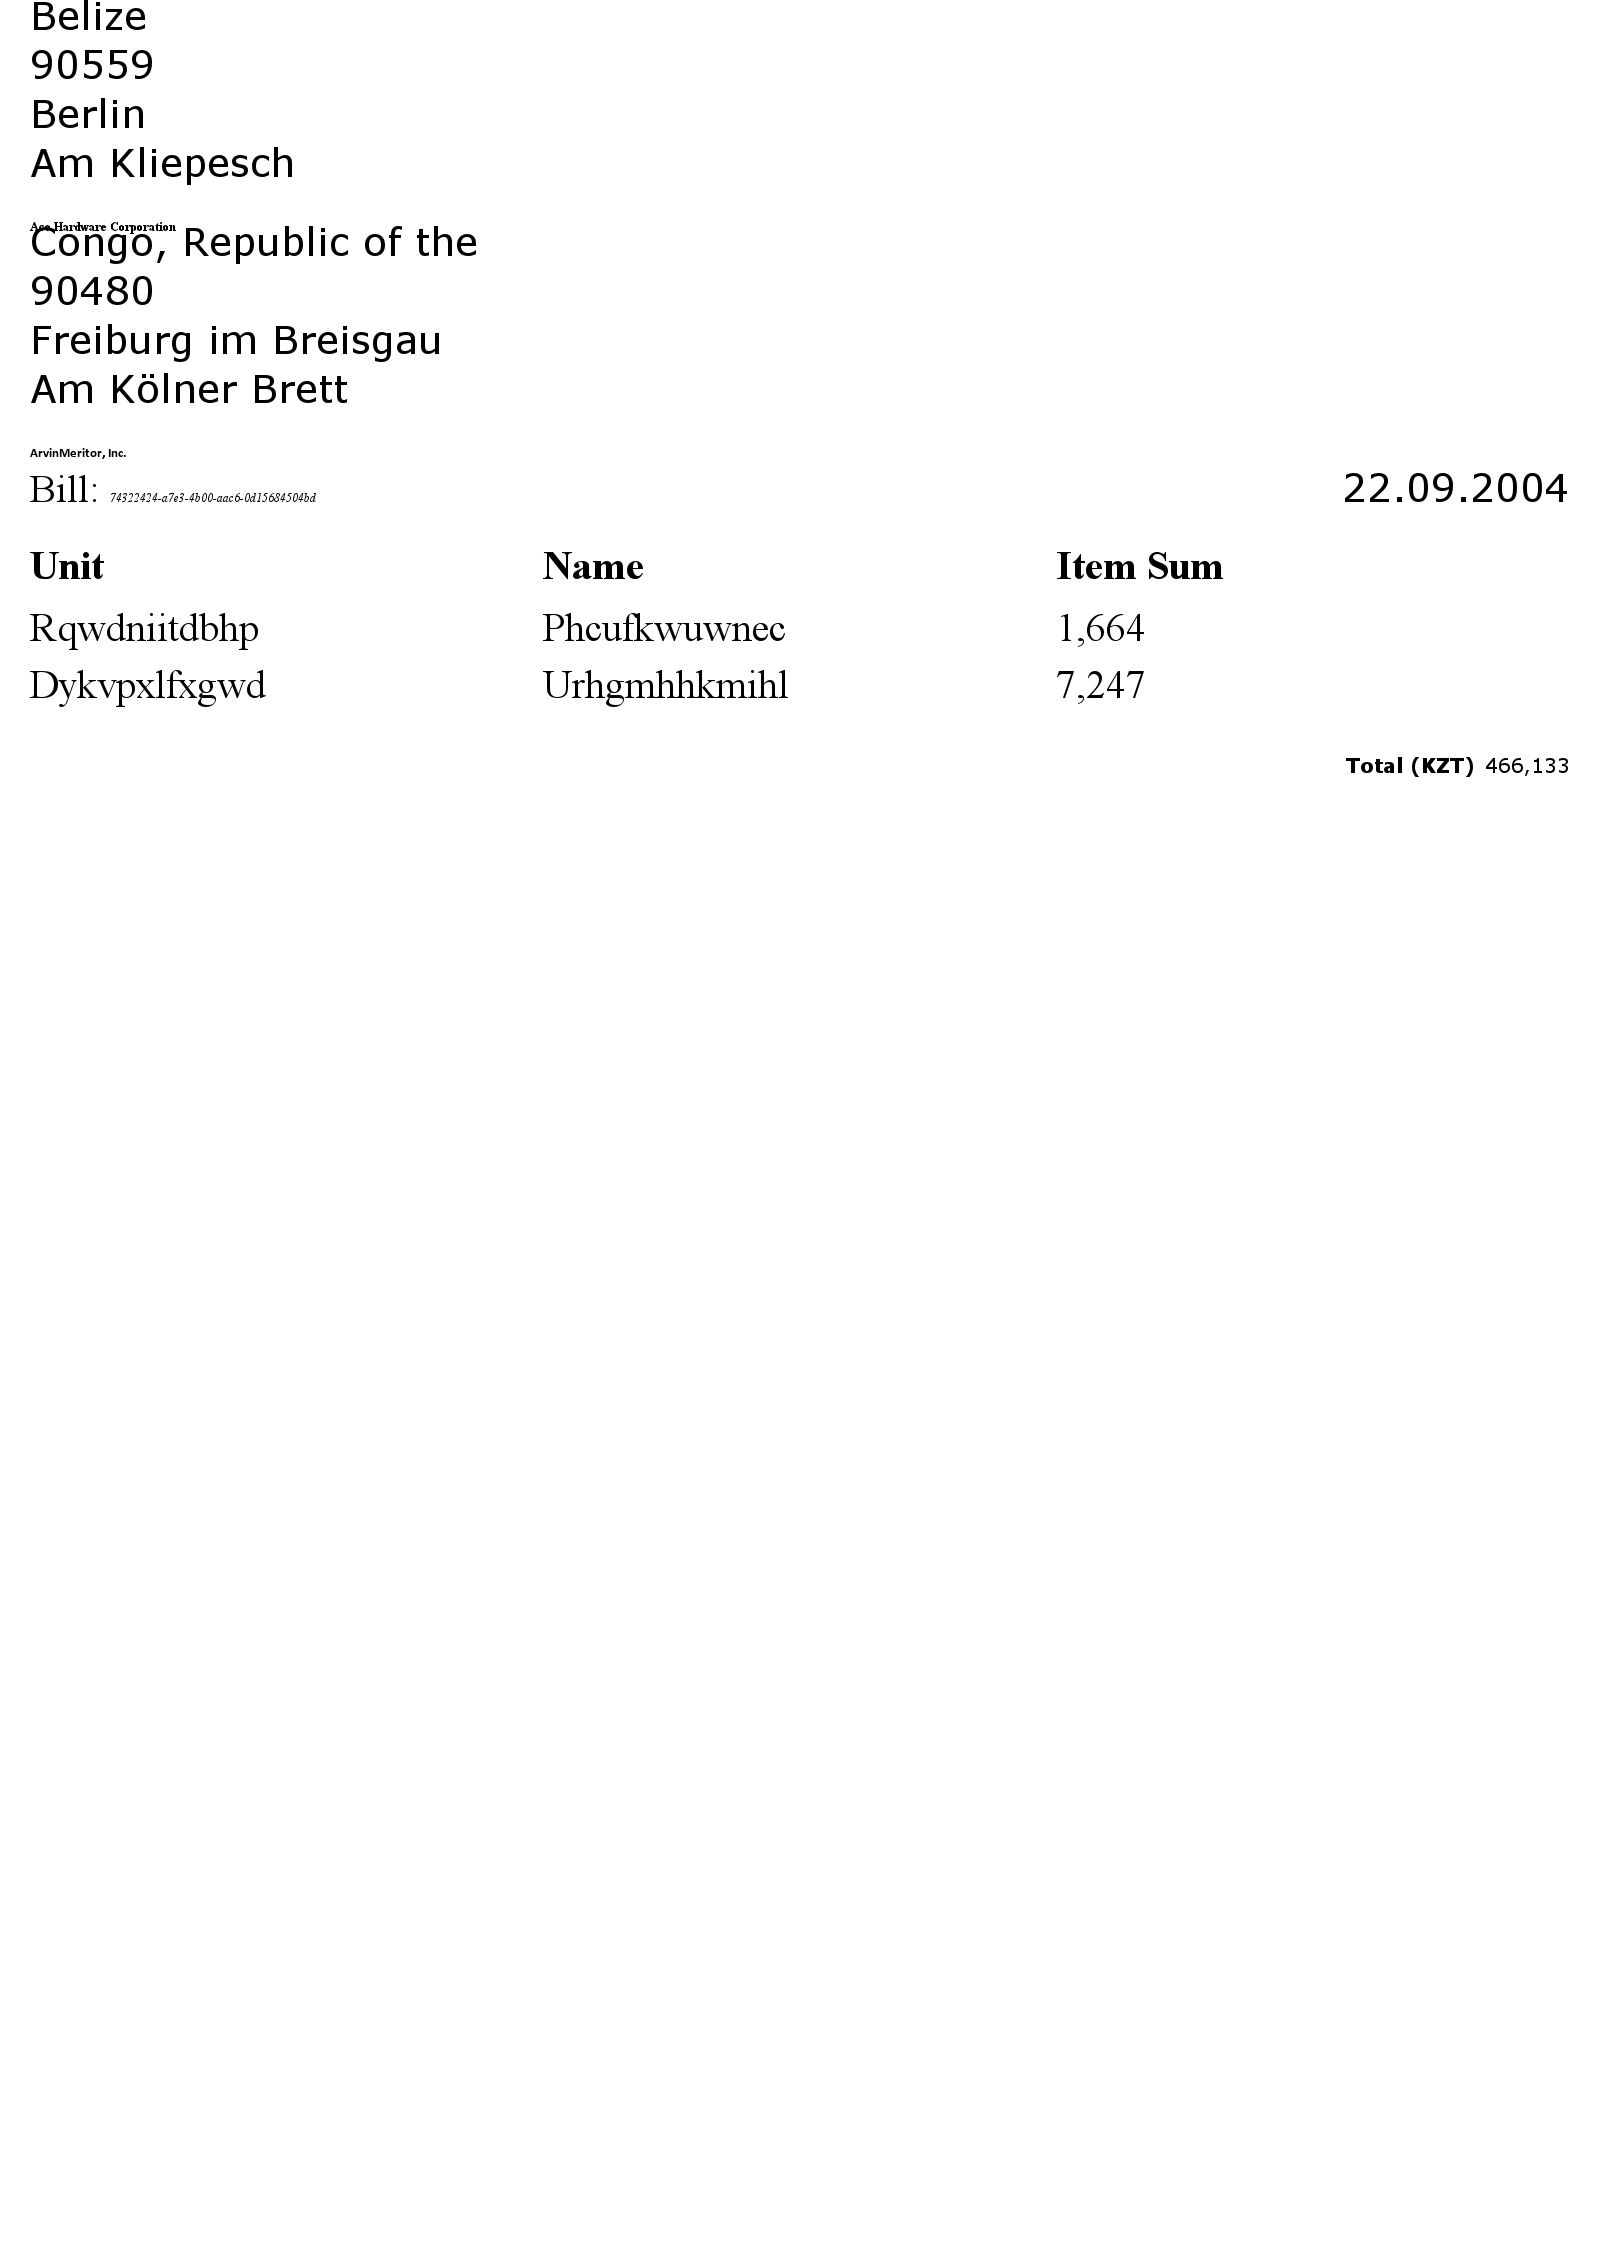 Belize
90559
Berlin
Am Kliepesch
Ace Hardware Corporation
Congo, Republic of the
90480
Freiburg im Breisgau
Am Kölner Brett
ArvinMeritor, Inc.
Bill: 74322424-a7e3-4b00-aac6-0d15684504bd 22.09.2004
Unit Name Item Sum
Rqwdniitdbhp Phcufkwuwnec 1,664
Dykvpxlfxgwd Urhgmhhkmihl 7,247
Total (KZT) 466,133